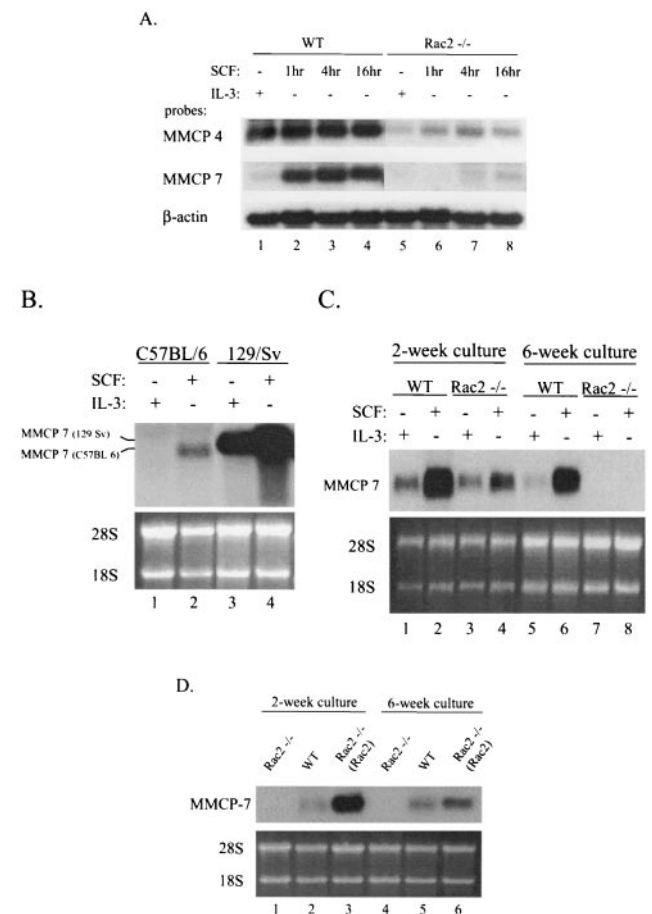 A.
WT Rac2 -/-
SCF: - 1hr 4hr 16hr - 1hr 4hr 16hr
IL-3: + - - - + - - -
probes:
MMCP 4
MMCP 7
β-actin
1 2 3 4 5 6 7 8
B.
C57BL/6 129/Sv
SCF: - + - +
IL-3: + - + -
MMCP 7 (129 Sv)
MMCP 7 (C57BL 6)
28S
18S
1 2 3 4
C.
2-week culture 6-week culture
WT Rac2 -/- WT Rac2 -/-
SCF: - + - + - + - +
IL-3: + - + - + - + -
MMCP 7
28S
18S
1 2 3 4 5 6 7 8
D.
2-week culture 6-week culture
Rac2 -/- WT Rac2 -/- (Rac2) Rac2 -/- WT Rac2 -/- (Rac2)
MMCP-7
28S
18S
1 2 3 4 5 6